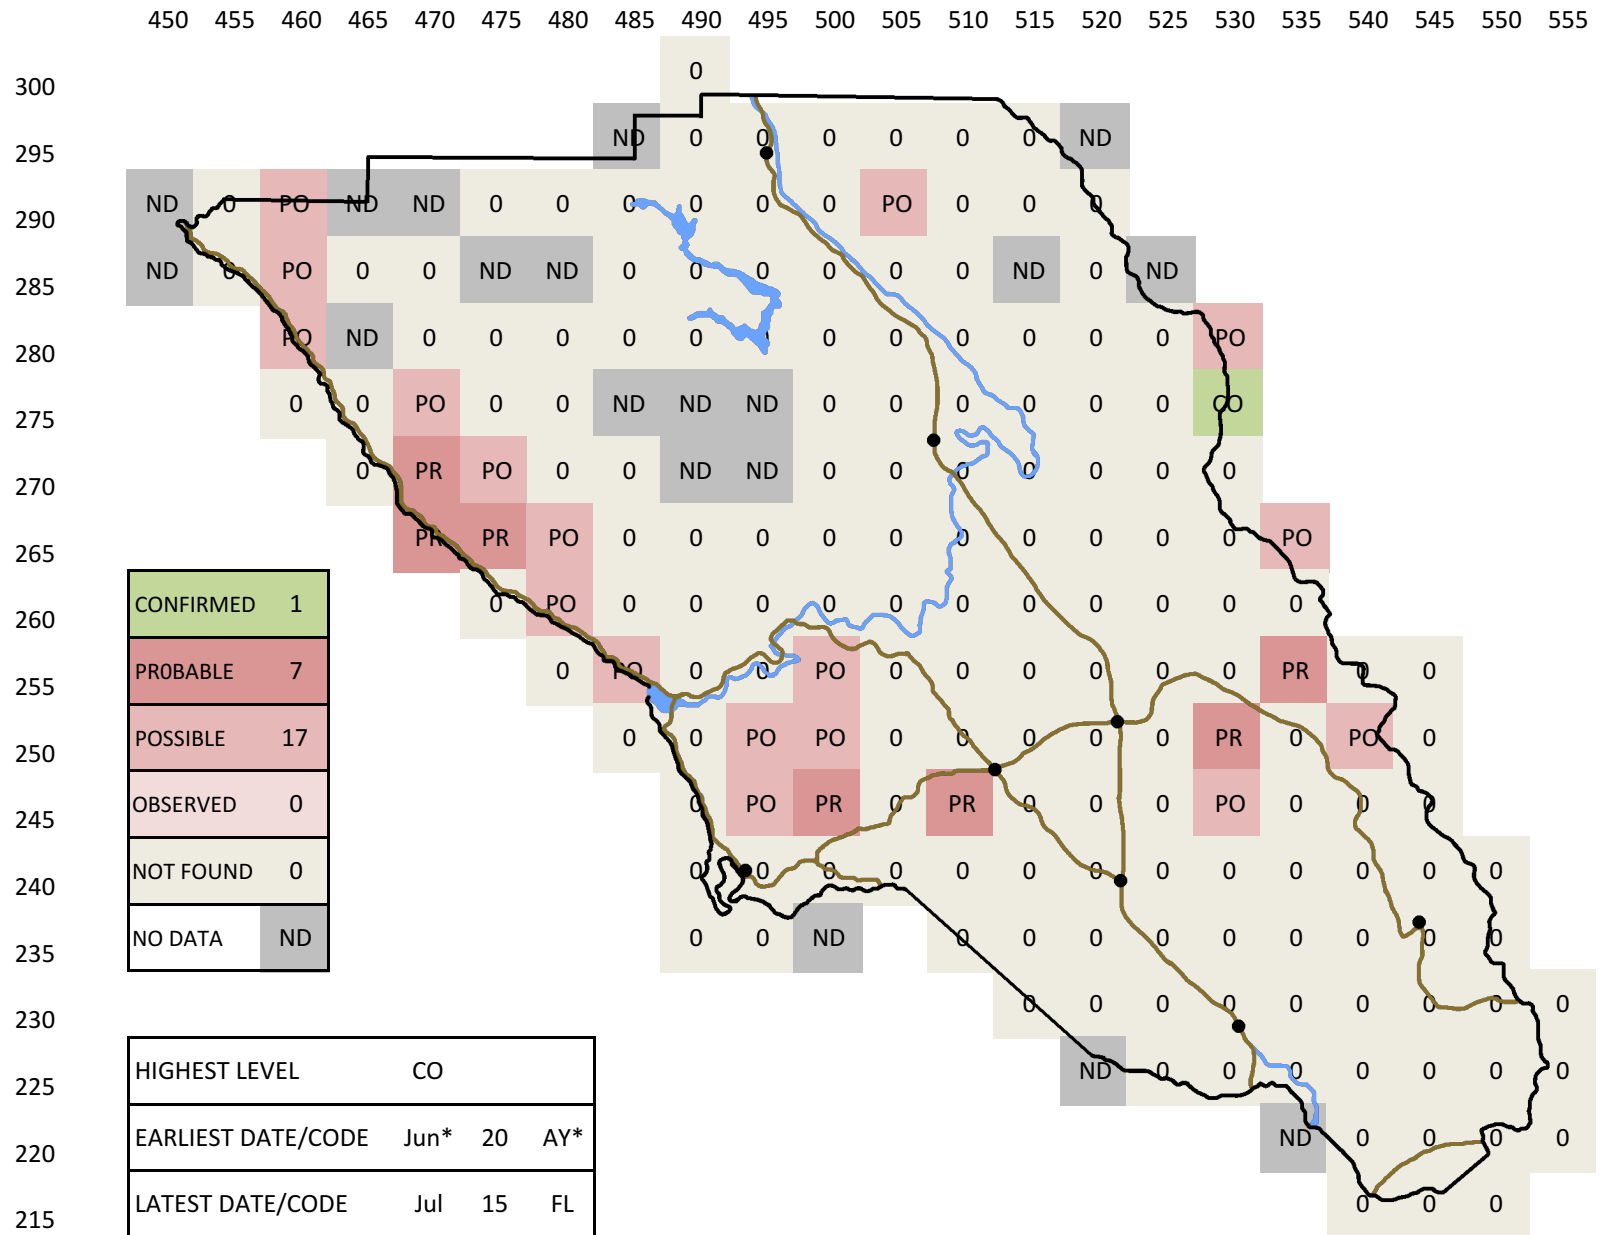 450 455 460 465 470 475 480 485 490 495 500 505 510 515 520 525 530 535 540 545 550 555
300 0
295 ND 0 0 0 0 0 0 ND
290 ND 0 PO ND ND 0 0 0 0 0 0 PO 0 0 0
285 ND 0 PO 0 0 ND ND 0 0 0 0 0 0 ND 0 ND
280 PO ND 0 0 0 0 0 0 0 0 0 0 0 0 PO
275 0 0 PO 0 0 ND ND ND 0 0 0 0 0 0 CO
270 0 PR PO 0 0 ND ND 0 0 0 0 0 0 0
265 PR PR PO 0 0 0 0 0 0 0 0 0 0 PO
260 0 PO 0 0 0 0 0 0 0 0 0 0 0
255 0 PO 0 0 PO 0 0 0 0 0 0 PR 0 0
250 0 0 PO PO 0 0 0 0 0 PR 0 PO 0
245 0 PO PR 0 PR 0 0 0 PO 0 0 0
240 0 0 0 0 0 0 0 0 0 0 0 0 0
235 0 0 ND 0 0 0 0 0 0 0 0 0
230 0 0 0 0 0 0 0 0 0
225 ND 0 0 0 0 0 0 0
220 ND 0 0 0 0
215 0 0 0
CONFIRMED 1
PR0BABLE 7
POSSIBLE 17
OBSERVED 0
NOT FOUND 0
NO DATA ND
HIGHEST LEVEL CO
EARLIEST DATE/CODE Jun* 20 AY*
LATEST DATE/CODE Jul 15 FL